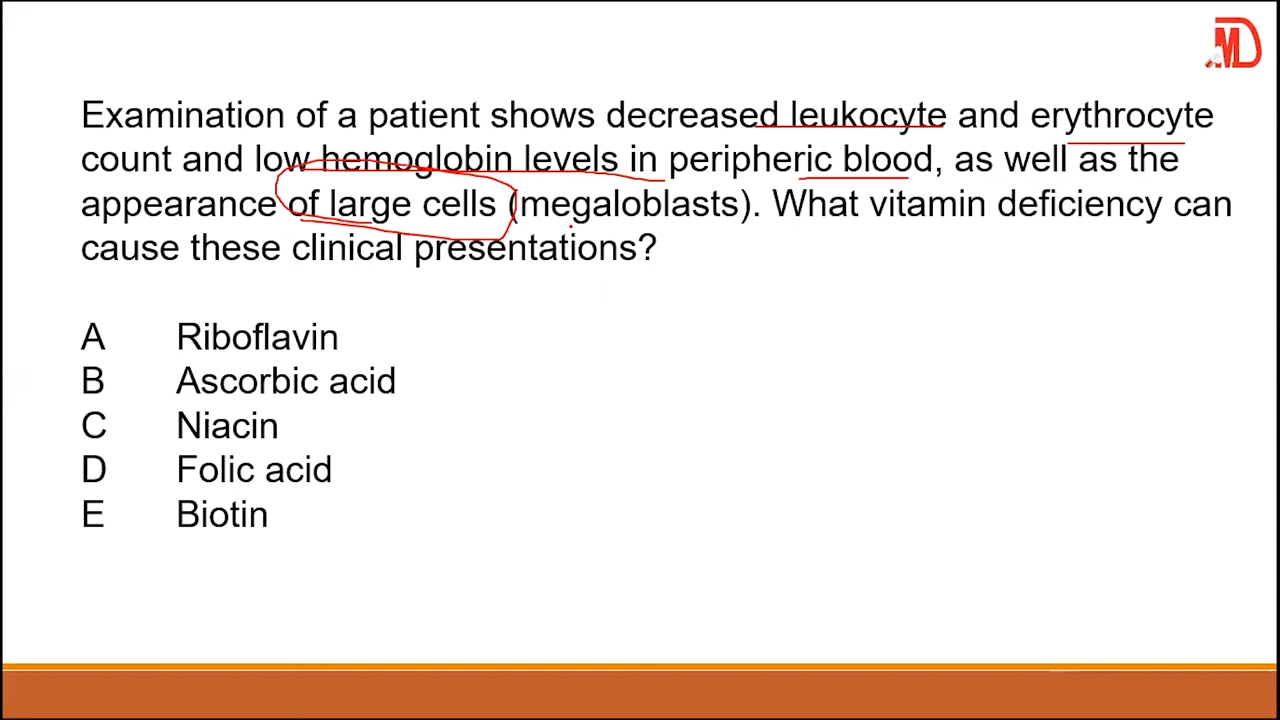 MD
Examination of a patient shows decreased leukocyte and erythrocyte
count and low hemoglobin levels in peripheric blood, as well as the
appearance of large cells (megaloblasts). What vitamin deficiency can
cause these clinical presentations?
A Riboflavin
B Ascorbic acid
C Niacin
D Folic acid
E Biotin